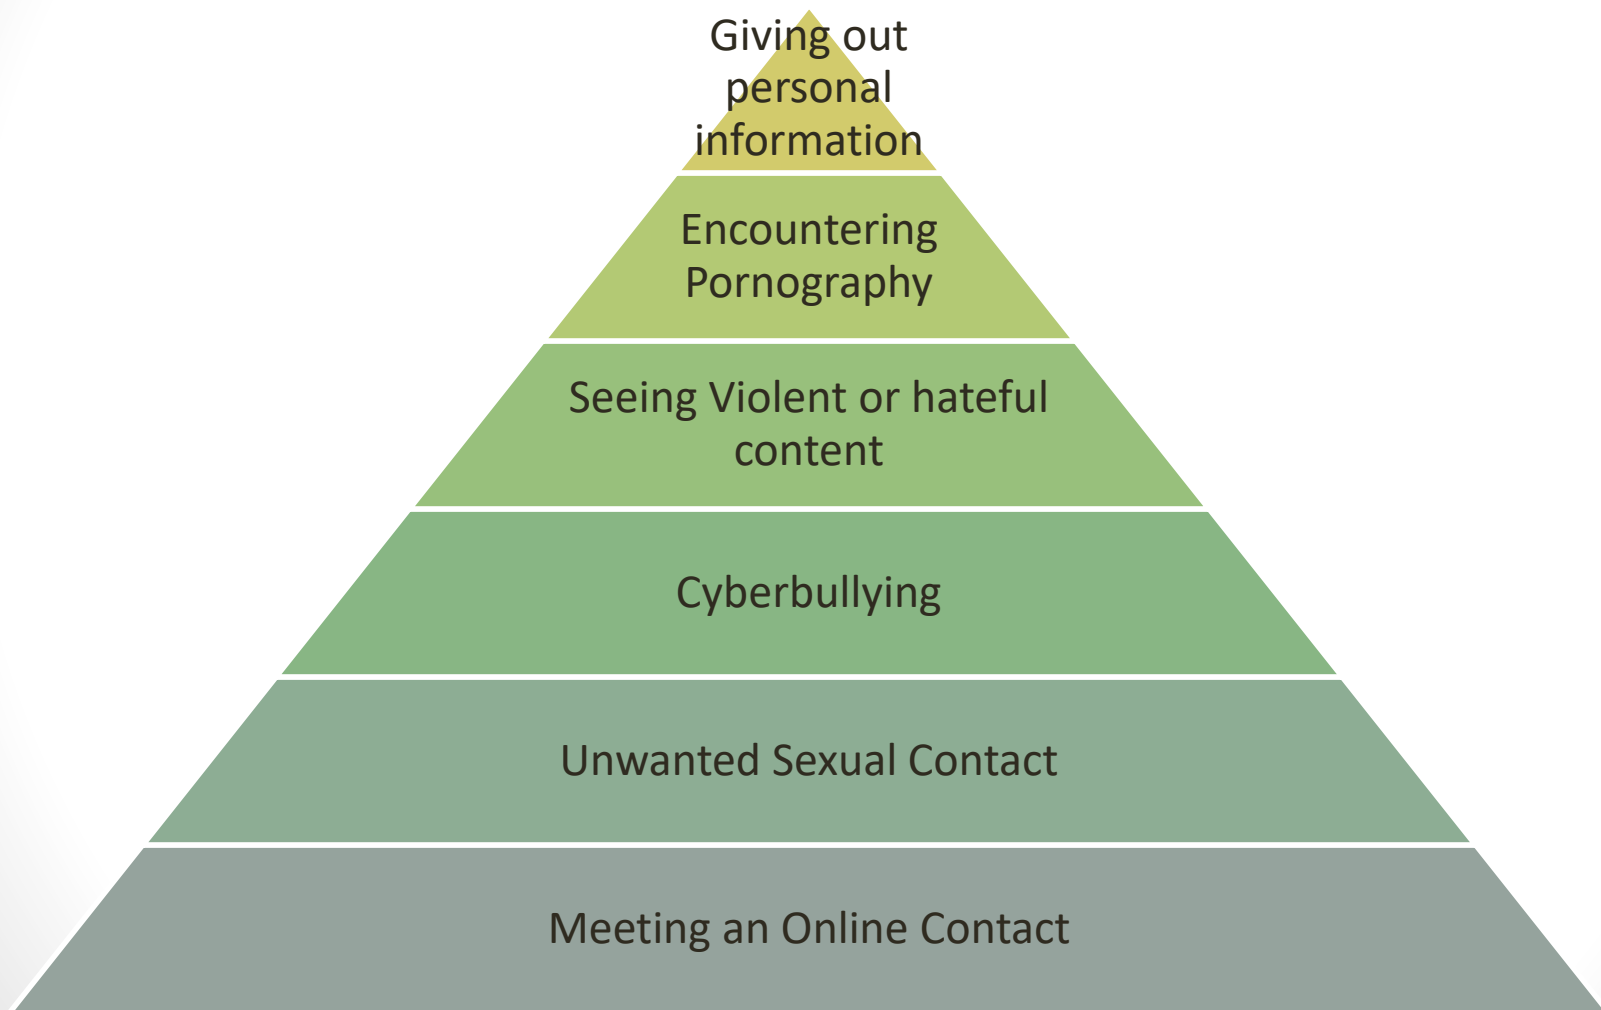 Giving out
personal
information
Encountering
Pornography
Seeing Violent or hateful
content
Cyberbullying
Unwanted Sexual Contact
Meeting an Online Contact